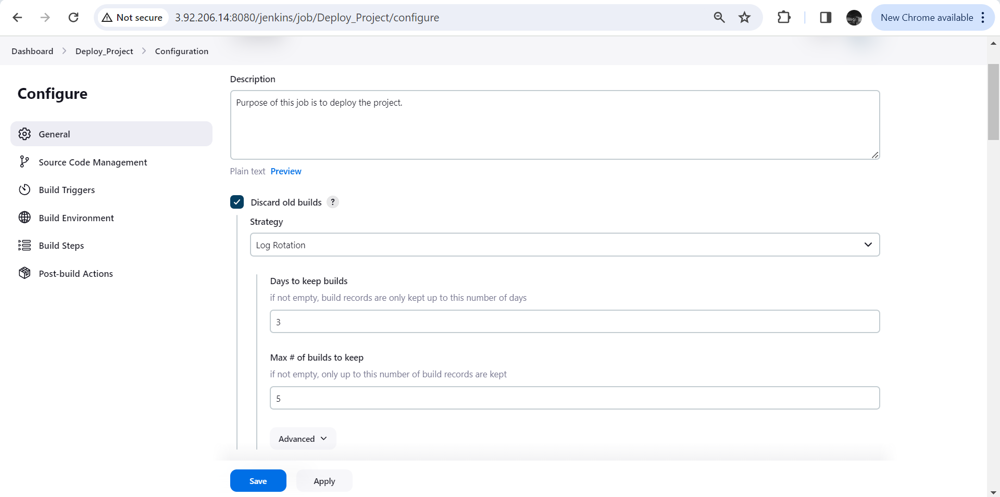 Not secure 3.92.206.14:8080/jenkins/job/Deploy_Project/configure New Chrome available
Dashboard Deploy_Project Configuration
Configure
General
Source Code Management
Build Triggers
Build Environment
Build Steps
Post-build Actions
Description
Purpose of this job is to deploy the project.
Plain text Preview
Discard old builds ?
Strategy
Log Rotation
Days to keep builds
if not empty, build records are only kept up to this number of days
3
Max # of builds to keep
if not empty, only up to this number of build records are kept
5
Advanced
Save Apply